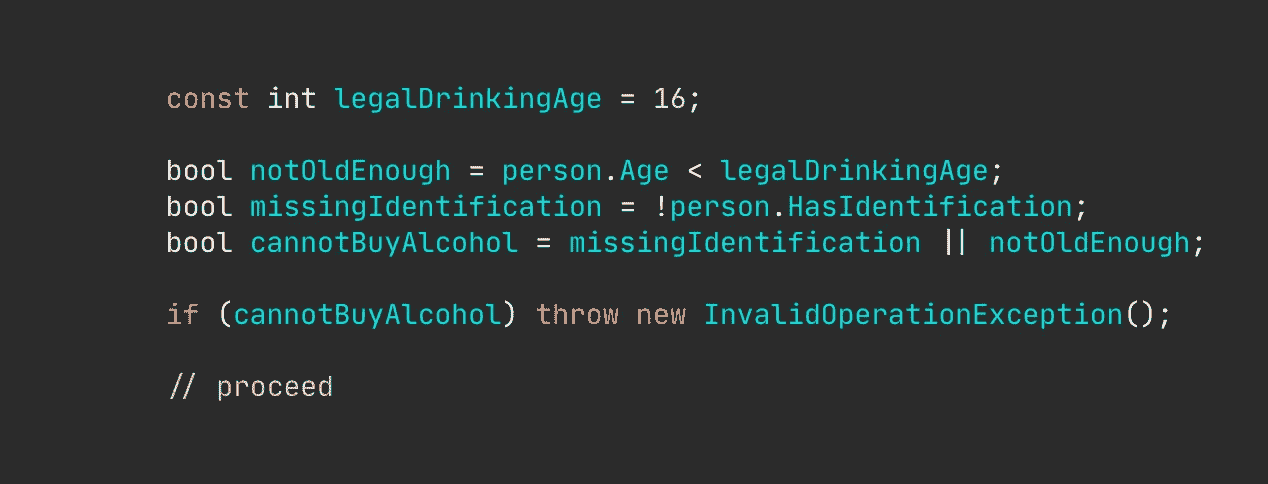 const int legalDrinkingAge = 16;
bool notOldEnough = person.Age < legalDrinkingAge;
bool missingIdentification = !person.HasIdentification;
bool cannotBuyAlcohol = missingIdentification || notOldEnough;
if (cannotBuyAlcohol) throw new InvalidOperationException();
// proceed